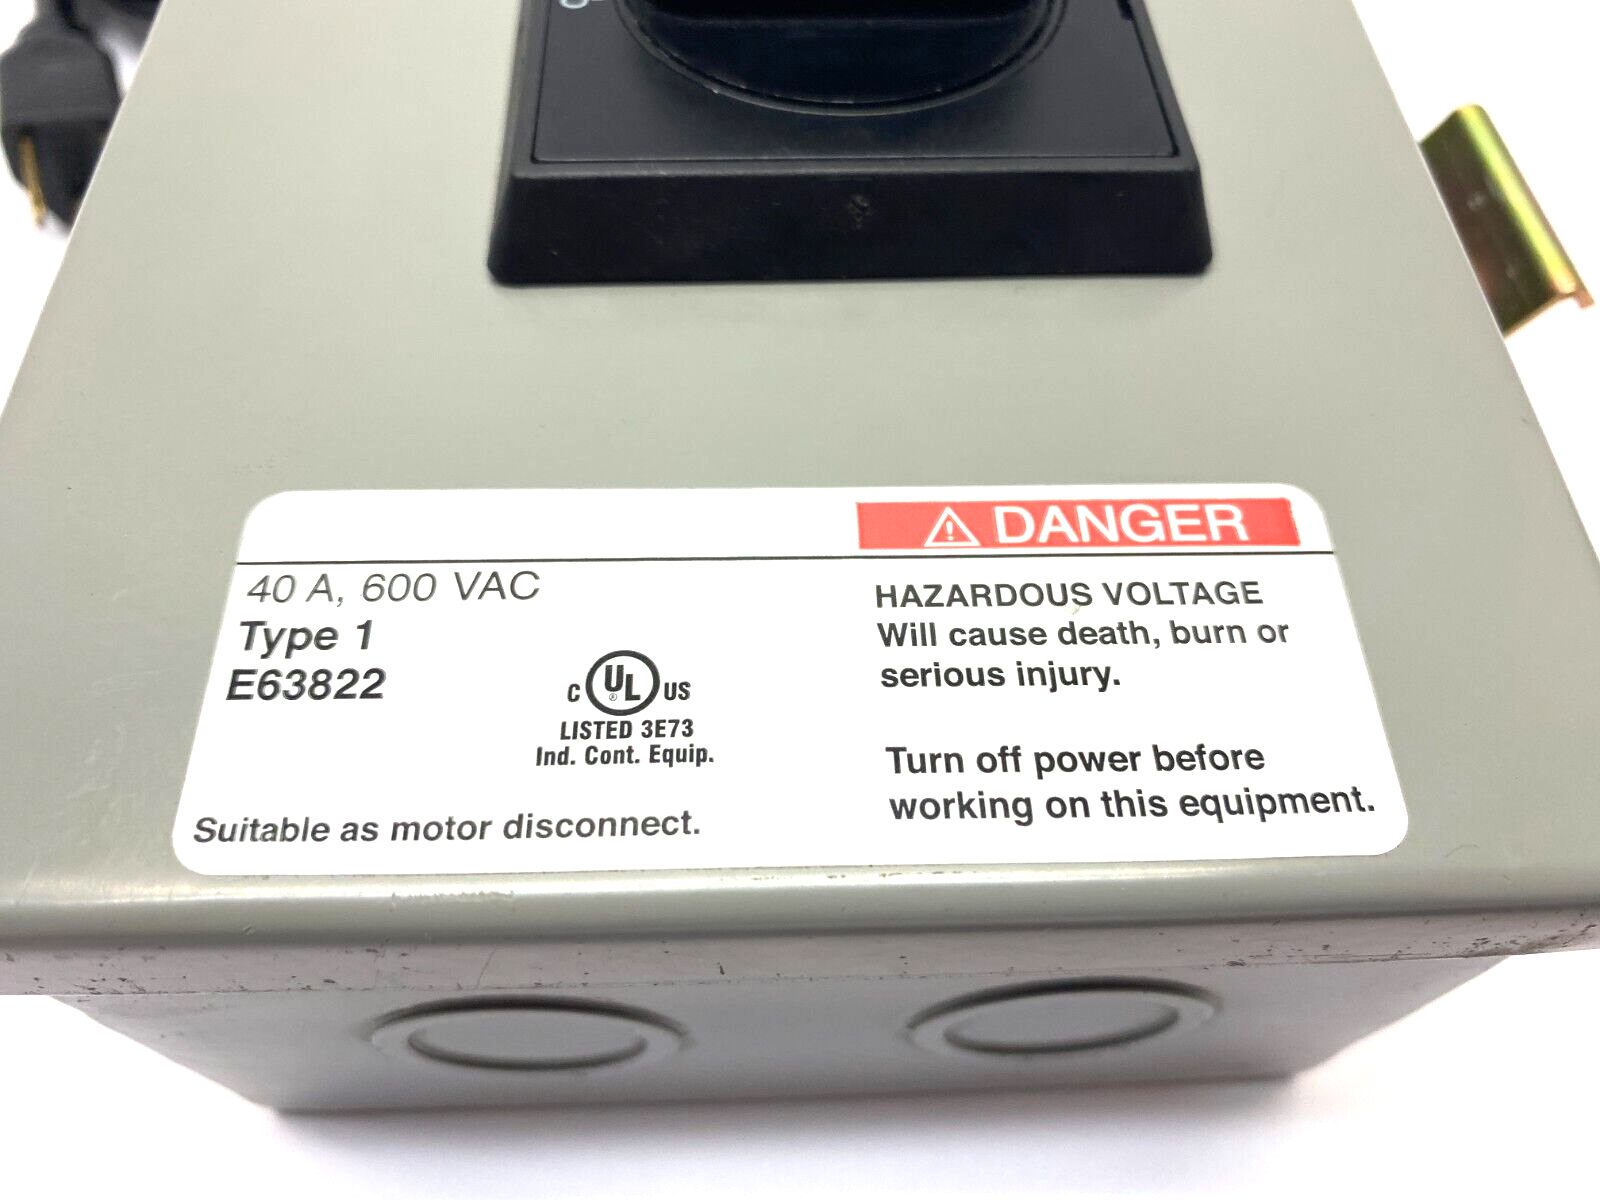 DANGER
40 A, 600 VAC
Type 1
E63822
C UL US
®
LISTED 3E73
Ind. Cont. Equip.
Suitable as motor disconnect.
HAZARDOUS VOLTAGE
Will cause death, burn or
serious injury.
Turn off power before
working on this equipment.